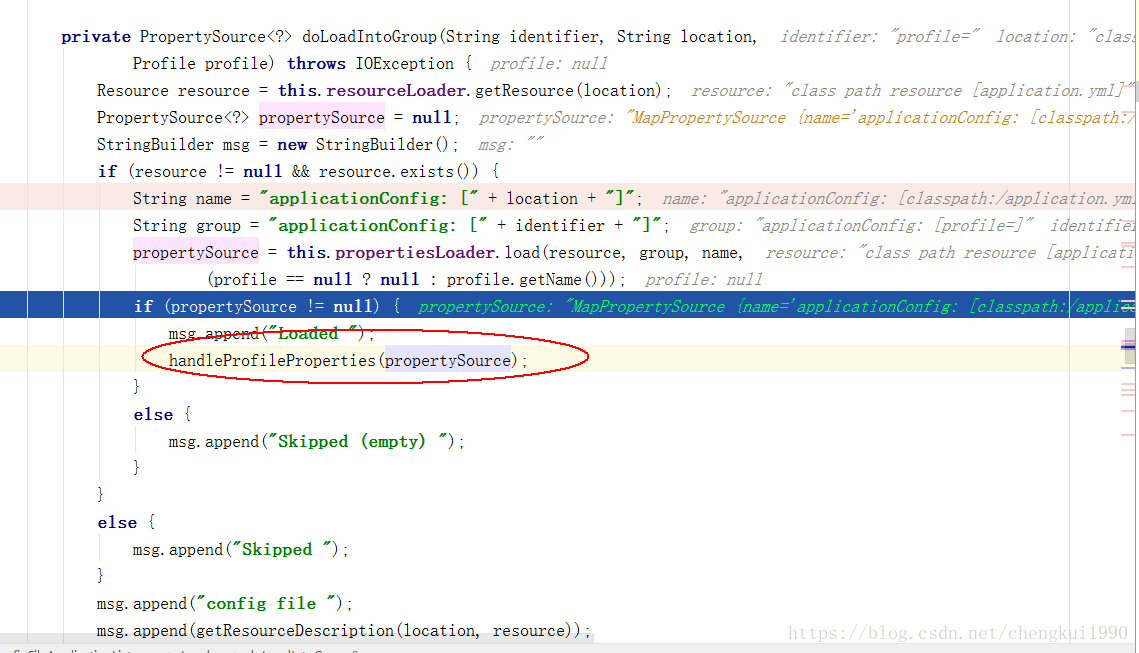 private PropertySource<?> doLoadIntoGroup(String identifier, String location,   identifier: "profile="  location: "clas
Profile profile) throws IOException {  profile: null
Resource resource = this.resourceLoader.getResource(location);  resource: "class path resource [application.yml]"
PropertySource<?> propertySource = null;  propertySource: "MapPropertySource {name='applicationConfig: [classpath:/
StringBuilder msg = new StringBuilder();  msg: ""
if (resource != null && resource.exists()) {
String name = "applicationConfig: [" + location + "]";  name: "applicationConfig: [classpath:/application.yml
String group = "applicationConfig: [" + identifier + "]";  group: "applicationConfig: [profile=]"  identifier
propertySource = this.propertiesLoader.load(resource, group, name,  resource: "class path resource [applicati
(profile == null ? null : profile.getName()));  profile: null
if (propertySource != null) {  propertySource: "MapPropertySource {name='applicationConfig: [classpath:/applica
msg.append("Loaded ");
handleProfileProperties(propertySource);
}
else {
msg.append("Skipped (empty) ");
}
}
else {
msg.append("Skipped ");
}
msg.append("config file ");
msg.append(getResourceDescription(location, resource));
https://blog.csdn.net/chengkui1990